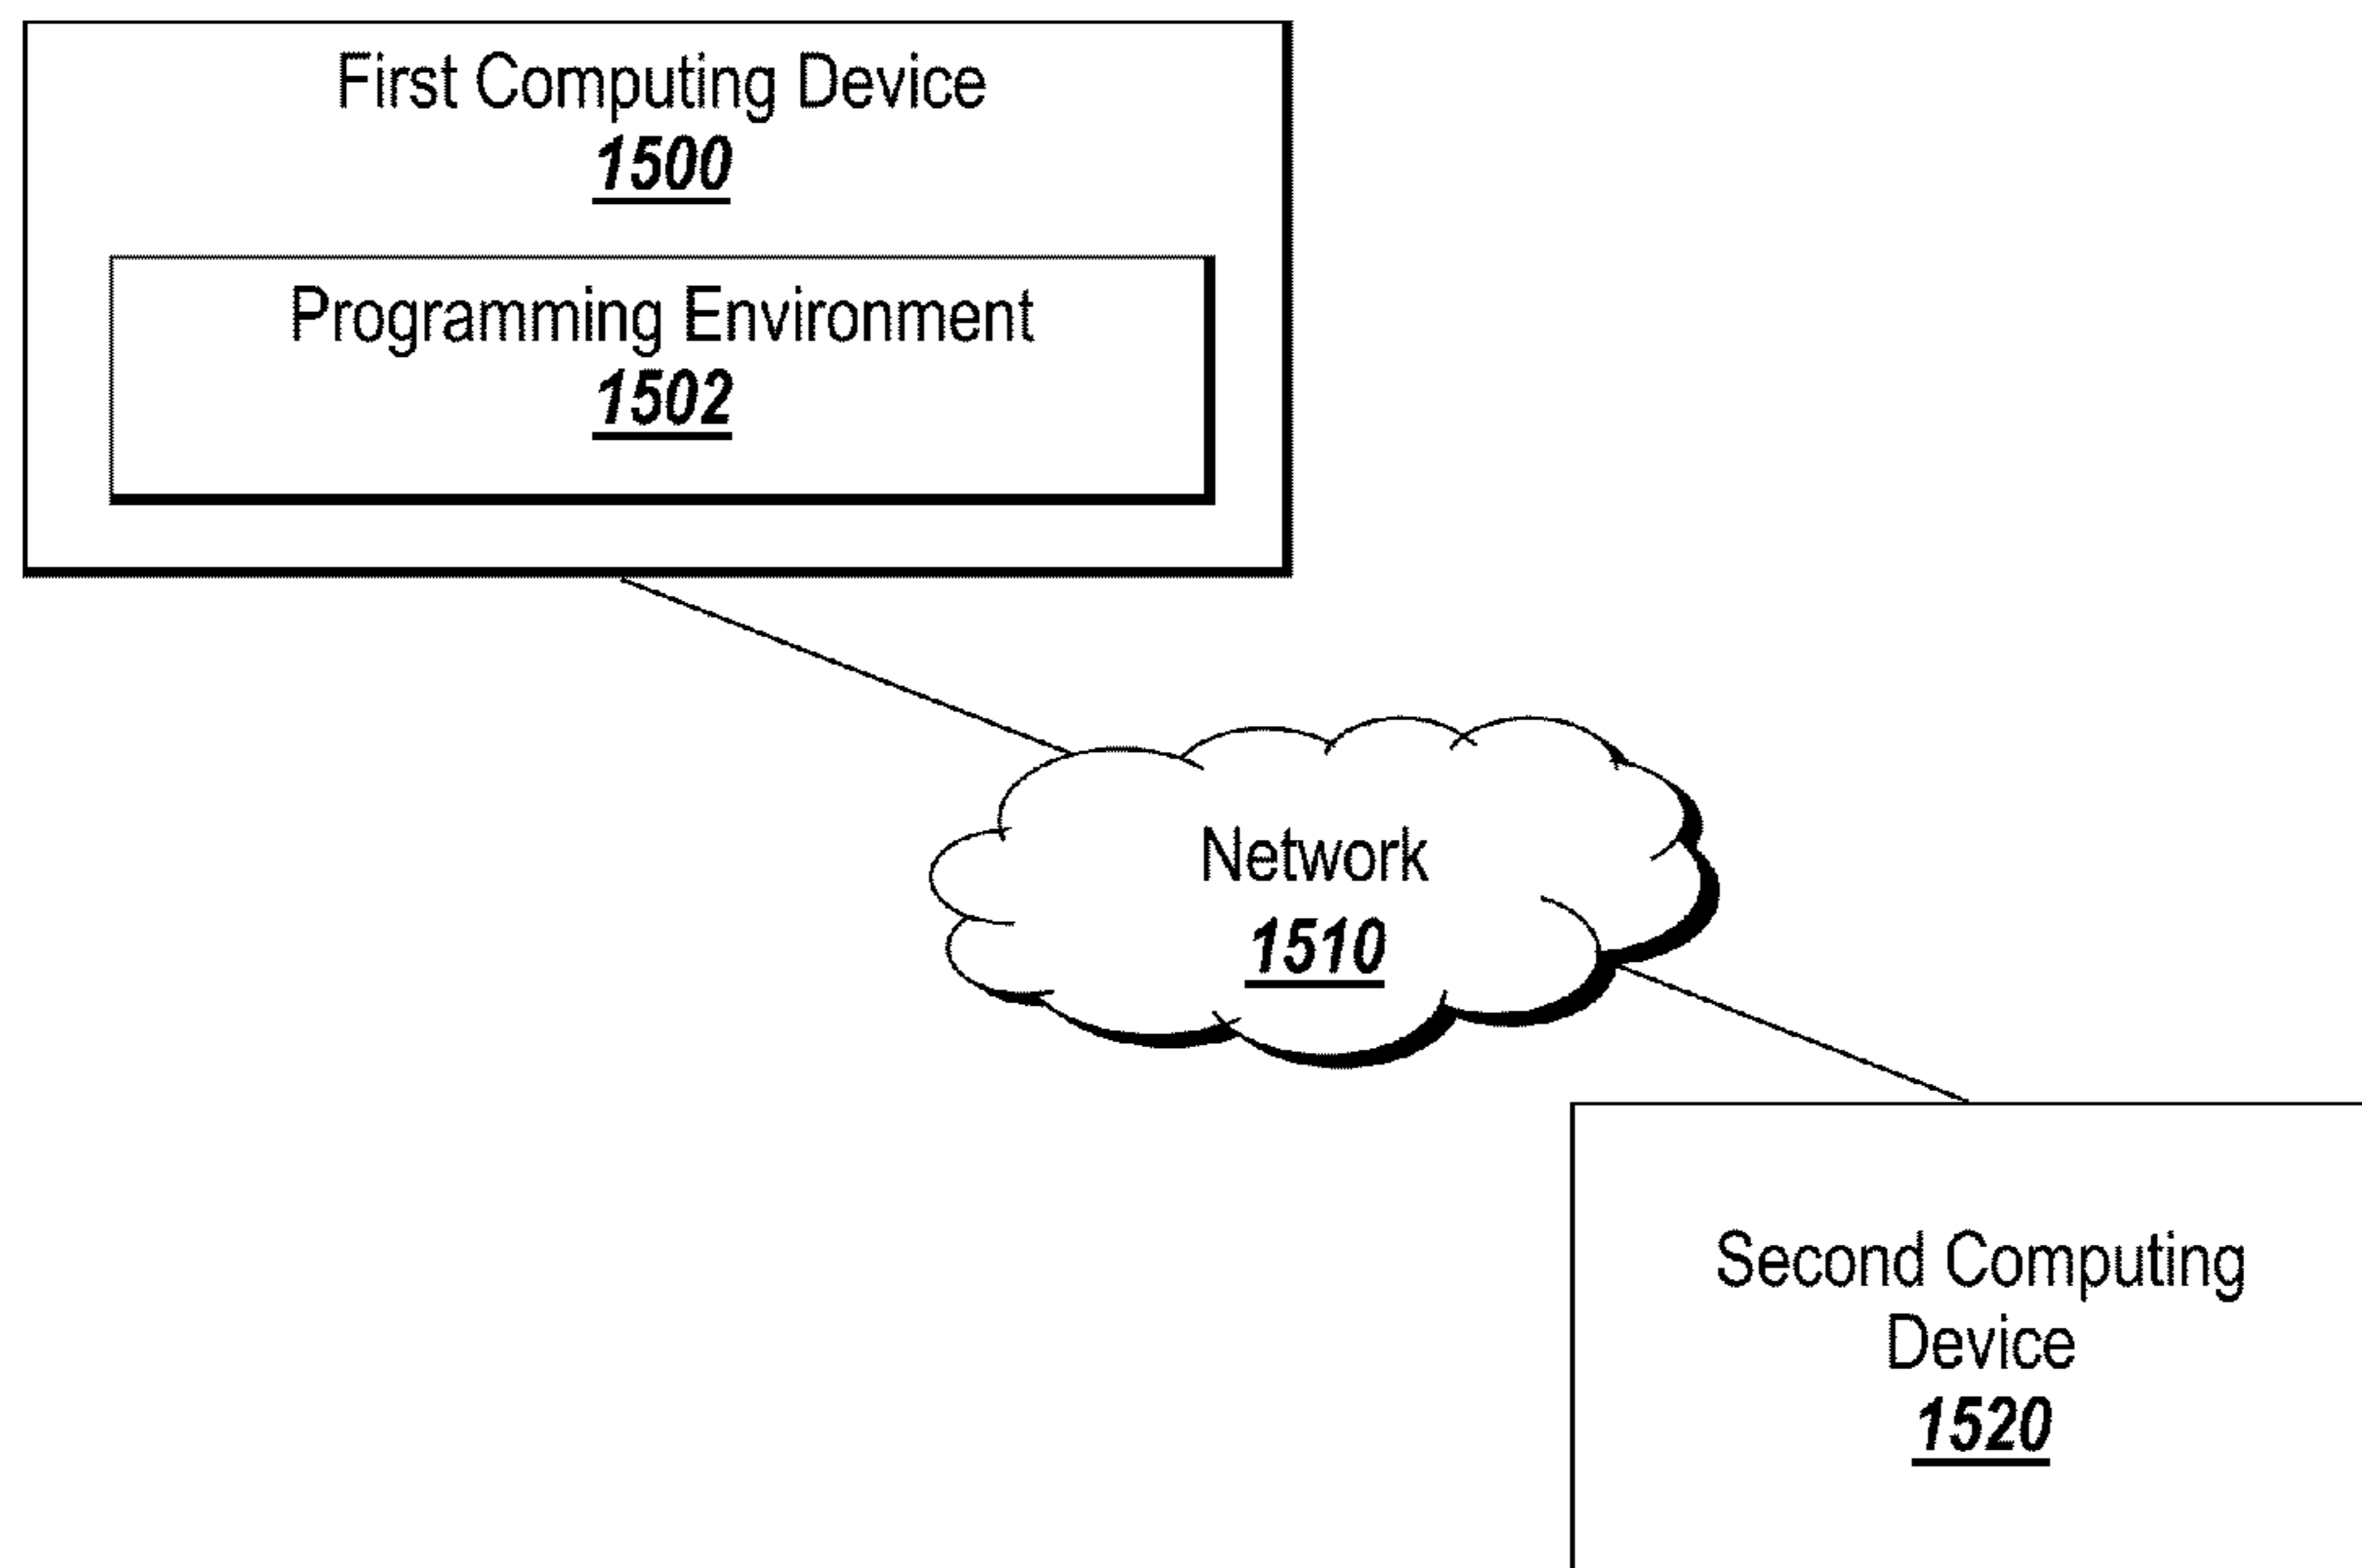 First Computing Device
1500
Programming Environment
1502
Network
1510
Second Computing
Device
1520